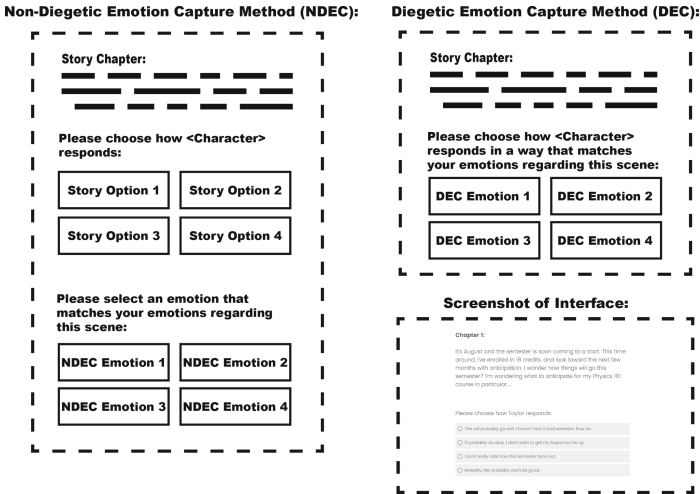 Non-Diegetic Emotion Capture Method (NDEC):
Story Chapter:
Please choose how <Character>
responds:
Story Option 1
Story Option 2
Story Option 3
Story Option 4
Please select an emotion that
matches your emotions regarding
this scene:
NDEC Emotion 1
NDEC Emotion 2
NDEC Emotion 3
NDEC Emotion 4
Diegetic Emotion Capture Method (DEC):
Story Chapter:
Please choose how <Character>
responds in a way that matches
your emotions regarding this scene:
DEC Emotion 1
DEC Emotion 2
DEC Emotion 3
DEC Emotion 4
Screenshot of Interface:
Chapter 1:
It's August and the semester is soon coming to a start. This time
around, I've enrolled in 18 credits, and look toward the next few
months with anticipation. I wonder how things will go this
semester? I'm wondering what to anticipate for my Physics 101
course in particular....
Please choose how Taylor responds:
This will probably go well, I haven't had a bad semester thus far.
I'll probably do okay, I don't want to get my hopes too far up.
I don't really care how this semester turns out.
Honestly, this probably won't be good.